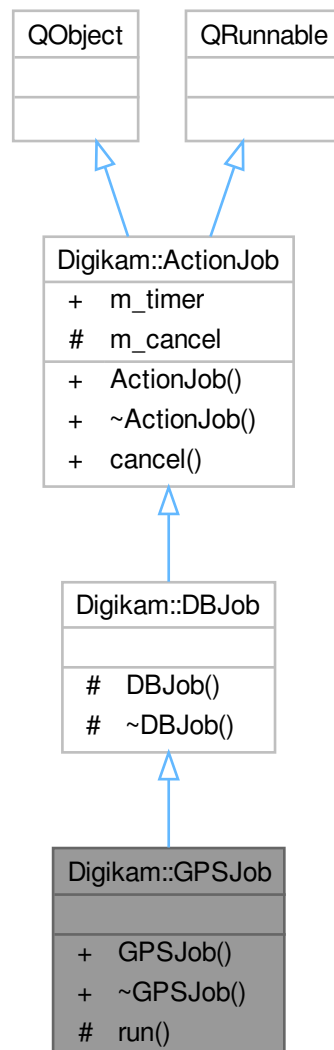 QObject
QRunnable
Digikam::ActionJob
+ m_timer
# m_cancel
+ ActionJob()
+ ~ActionJob()
+ cancel()
Digikam::DBJob
# DBJob()
# ~DBJob()
Digikam::GPSJob
+ GPSJob()
+ ~GPSJob()
# run()